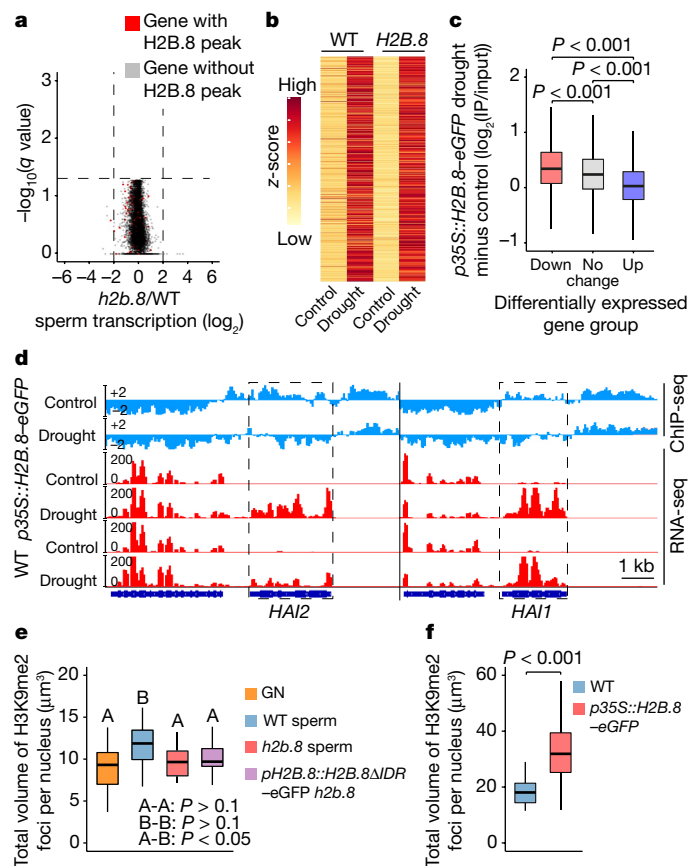 a
Gene with
H2B.8 peak
Gene without
H2B.8 peak
–log10(q value)
3
2
1
0
–6 –4 –2 0 2 4 6
h2b.8/WT
sperm transcription (log2)
b
WT H2B.8
High
z-score
Low
Control
Drought
Control
Drought
c
P < 0.001
P < 0.001
P < 0.001
p35S::H2B.8–eGFP drought
minus control (log2(IP/input))
2
1
0
–1
Down No
change Up
Differentially expressed
gene group
d
WT p35S::H2B.8–eGFP
Control
+2
–2
Drought
+2
–2
Control
200
0
Drought
200
0
Control
200
0
Drought
200
0
ChIP-seq
RNA-seq
1 kb
HAI2
HAI1
e
Total volume of H3K9me2
foci per nucleus (μm3)
20
15
10
5
0
A
B
A
A
GN
WT sperm
h2b.8 sperm
pH2B.8::H2B.8ΔIDR
–eGFP h2b.8
A-A: P > 0.1
B-B: P > 0.1
A-B: P < 0.05
f
Total volume of H3K9me2
foci per nucleus (μm3)
60
40
20
0
P < 0.001
WT
p35S::H2B.8
–eGFP